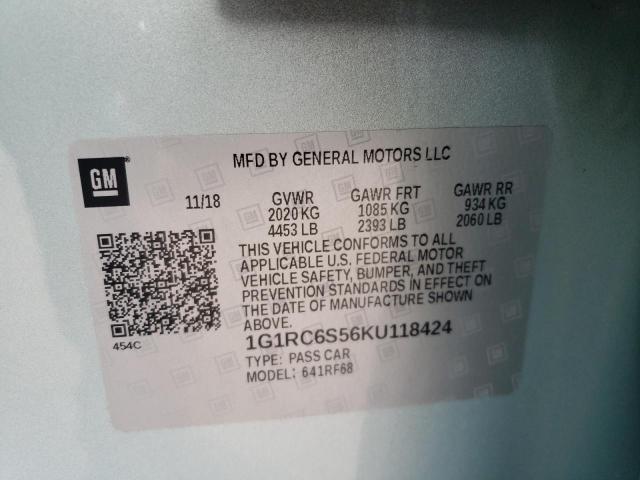 MFD BY GENERAL MOTORS LLC
GM
11/18 GVWR GAWR FRT GAWR RR
2020 KG 1085 KG 934 KG
4453 LB 2393 LB 2060 LB
THIS VEHICLE CONFORMS TO ALL
APPLICABLE U.S. FEDERAL MOTOR
VEHICLE SAFETY, BUMPER, AND THEFT
PREVENTION STANDARDS IN EFFECT ON
THE DATE OF MANUFACTURE SHOWN
ABOVE.
454C
1G1RC6S56KU118424
TYPE: PASS CAR
MODEL: 641RF68